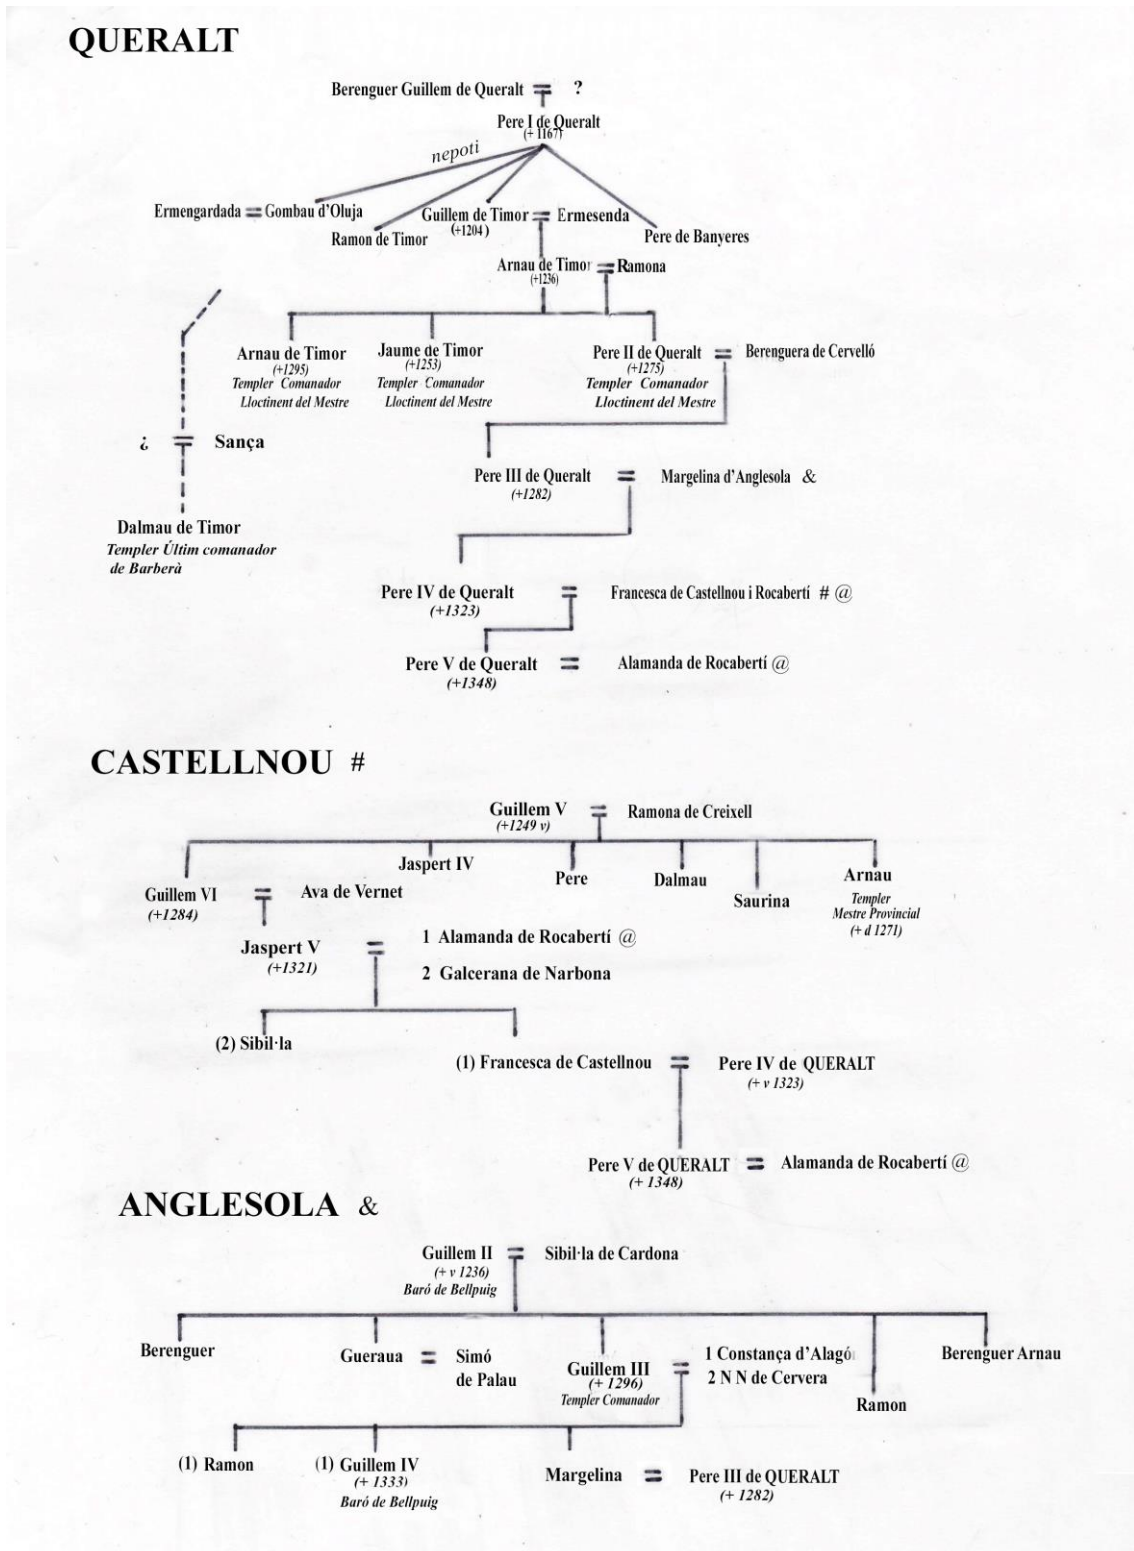 QUERALT
Berenguer Guillem de Queralt = ?
Pere I de Queralt
(+ 1167)
nepoti
Ermengardada = Gombau d'Oluja
Guillem de Timor = Ermesenda
(+1204)
Ramon de Timor
Pere de Banyeres
Arnau de Timor = Ramona
(+1236)
Arnau de Timor
(+1295)
Templer Comanador
Lloctinent del Mestre
Jaume de Timor
(+1253)
Templer Comanador
Lloctinent del Mestre
Pere II de Queralt = Berenguera de Cervelló
(+1275)
Templer Comanador
Lloctinent del Mestre
¿ = Sança
Pere III de Queralt = Margelina d'Anglesola &
(+1282)
Dalmau de Timor
Templer Últim comanador
de Barberà
Pere IV de Queralt = Francesca de Castellnou i Rocabertí # @
(+1323)
Pere V de Queralt = Alamanda de Rocabertí @
(+1348)
CASTELLNOU #
Guillem V = Ramona de Creixell
(+1249 v)
Guillem VI = Ava de Vernet
(+1284)
Jaspert IV
Pere
Dalmau
Saurina
Arnau
Templer
Mestre Provincial
(+ d 1271)
Jaspert V = 1 Alamanda de Rocabertí @
(+1321)
2 Galcerana de Narbona
(2) Sibil·la
(1) Francesca de Castellnou = Pere IV de QUERALT
(+ v 1323)
Pere V de QUERALT = Alamanda de Rocabertí @
(+ 1348)
ANGLESOLA &
Guillem II = Sibil·la de Cardona
(+ v 1236)
Baró de Bellpuig
Berenguer
Gueraua = Simó
de Palau
Guillem III = 1 Constança d'Alagó
2 N N de Cervera
(+ 1296)
Templer Comanador
Ramon
Berenguer Arnau
(1) Ramon
(1) Guillem IV
(+ 1333)
Baró de Bellpuig
Margelina = Pere III de QUERALT
(+ 1282)